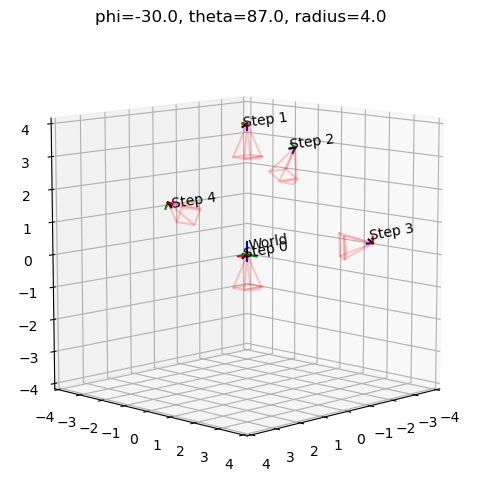 phi=-30.0, theta=87.0, radius=4.0
Step 1
Step 2
Step 4
Step 3
World
Step 0
4
3
2
1
0
−1
−2
−3
−4
−4 −3 −2 −1 0 1 2 3 4
4 3 2 1 0 −1 −2 −3 −4